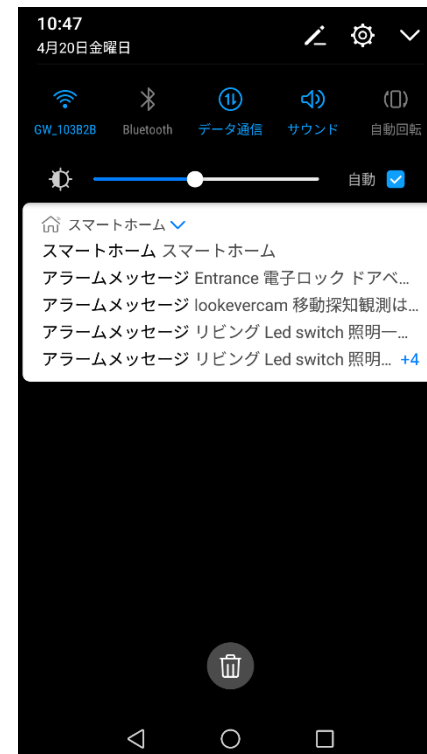 10:47
4月20日金曜日
GW_103B2B Bluetooth データ通信 サウンド 自動回転
自動
スマートホーム
スマートホーム スマートホーム
アラームメッセージ Entrance 電子ロック ドアベ...
アラームメッセージ lookevercam 移動探知観測は...
アラームメッセージ リビング Led switch 照明一...
アラームメッセージ リビング Led switch 照明... +4